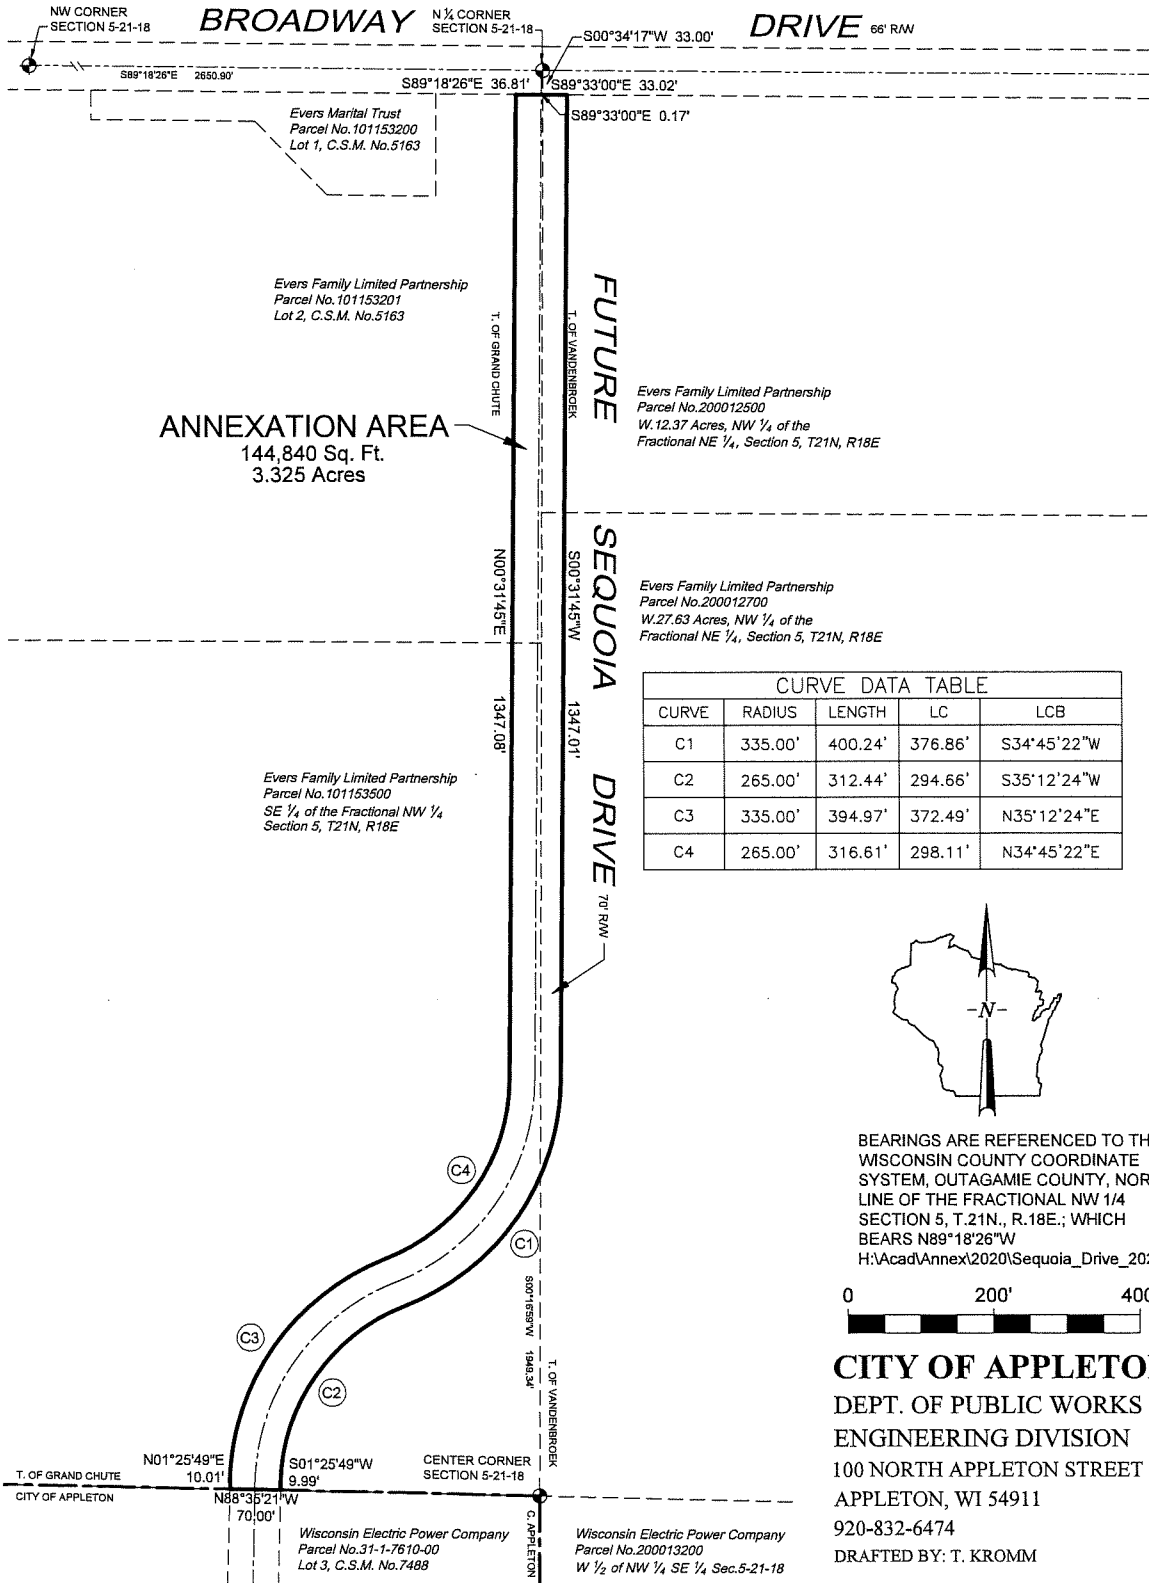 NW CORNER
SECTION 5-21-18
BROADWAY
N ¼ CORNER
SECTION 5-21-18
DRIVE 66' R/W
S00°34'17"W 33.00'
S89°18'26"E 2650.90'
S89°18'26"E 36.81'
S89°33'00"E 33.02'
S89°33'00"E 0.17'
Evers Marital Trust
Parcel No.101153200
Lot 1, C.S.M. No.5163
Evers Family Limited Partnership
Parcel No.101153201
Lot 2, C.S.M. No.5163
T. OF GRAND CHUTE
T. OF VANDENBROEK
FUTURE SEQUOIA DRIVE 70' R/W
Evers Family Limited Partnership
Parcel No.200012500
W.12.37 Acres, NW ¼ of the
Fractional NE ¼, Section 5, T21N, R18E
ANNEXATION AREA
144,840 Sq. Ft.
3.325 Acres
N00°31'45"E 1347.08'
S00°31'45"W 1347.01'
Evers Family Limited Partnership
Parcel No.200012700
W.27.63 Acres, NW ¼ of the
Fractional NE ¼, Section 5, T21N, R18E
CURVE DATA TABLE
CURVE RADIUS LENGTH LC LCB
C1 335.00' 400.24' 376.86' S34°45'22"W
C2 265.00' 312.44' 294.66' S35°12'24"W
C3 335.00' 394.97' 372.49' N35°12'24"E
C4 265.00' 316.61' 298.11' N34°45'22"E
Evers Family Limited Partnership
Parcel No.101153500
SE ¼ of the Fractional NW ¼
Section 5, T21N, R18E
-N-
BEARINGS ARE REFERENCED TO TH
WISCONSIN COUNTY COORDINATE
SYSTEM, OUTAGAMIE COUNTY, NOR
LINE OF THE FRACTIONAL NW 1/4
SECTION 5, T.21N., R.18E.; WHICH
BEARS N89°18'26"W
H:\Acad\Annex\2020\Sequoia_Drive_202
C4
C1
C3
C2
S00°16'59"W 1949.34'
T. OF VANDENBROEK
0 200' 400
CITY OF APPLETO
DEPT. OF PUBLIC WORKS
ENGINEERING DIVISION
100 NORTH APPLETON STREET
APPLETON, WI 54911
920-832-6474
DRAFTED BY: T. KROMM
N01°25'49"E
10.01'
S01°25'49"W
9.99'
CENTER CORNER
SECTION 5-21-18
T. OF GRAND CHUTE
CITY OF APPLETON
N88°35'21"W
70.00'
C. APPLETON
Wisconsin Electric Power Company
Parcel No.31-1-7610-00
Lot 3, C.S.M. No.7488
Wisconsin Electric Power Company
Parcel No.200013200
W ½ of NW ¼ SE ¼ Sec.5-21-18